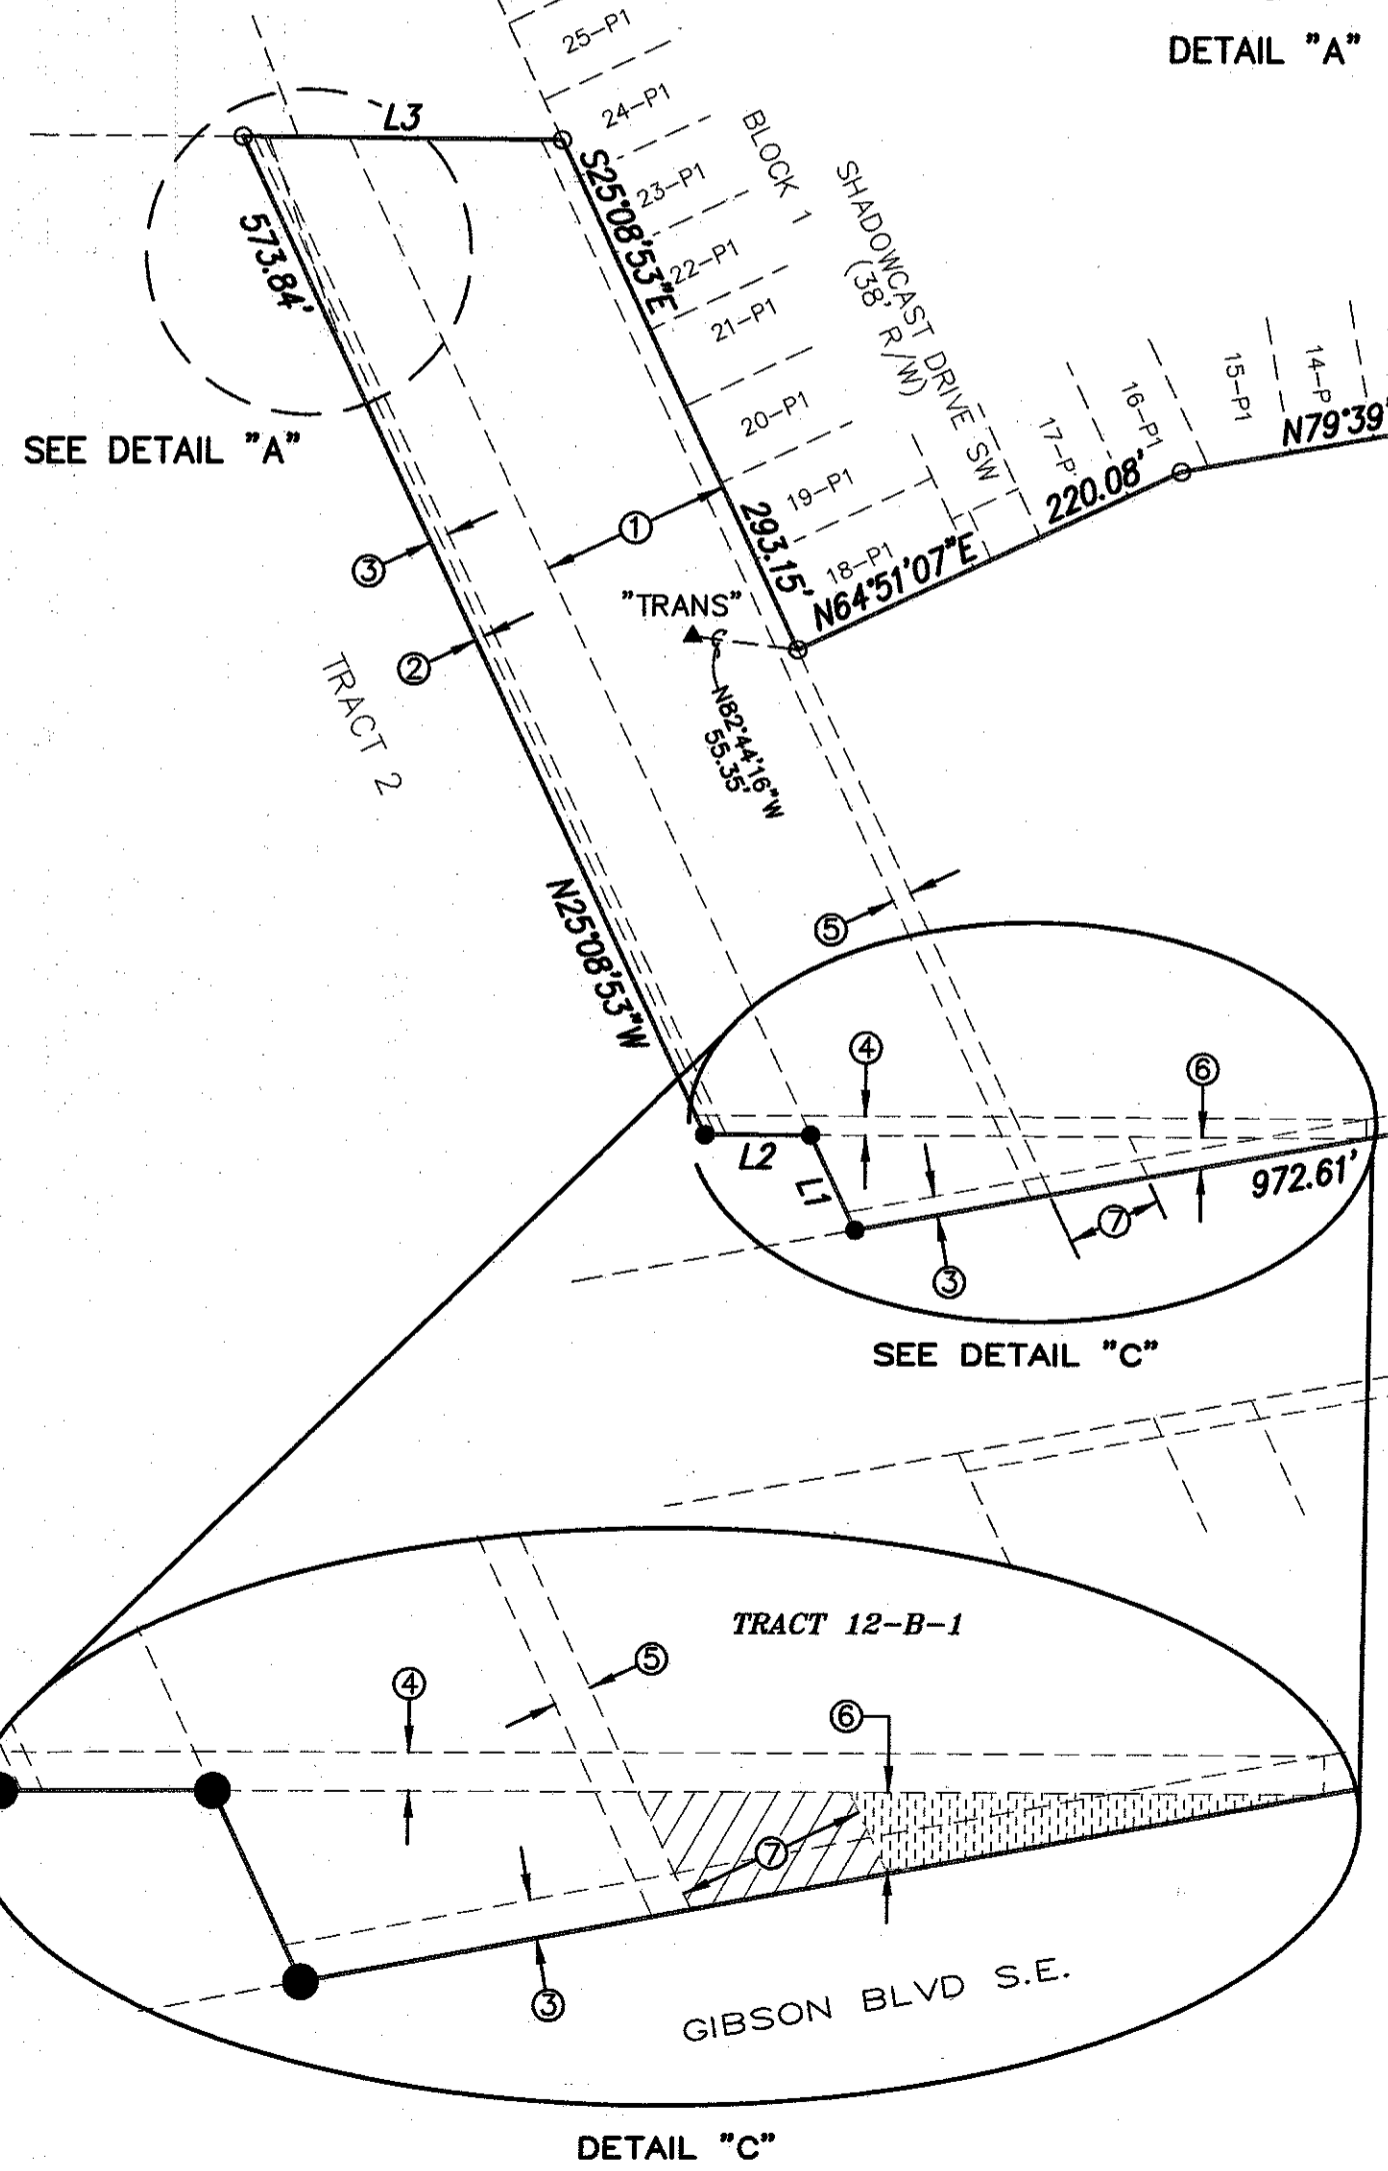 25-P1
DETAIL "A"
24-P1
L3
BLOCK 1
23-P1
S25°08'53"E
SHADOWCAST DRIVE SW
(38' R/W)
573.84'
22-P1
21-P1
15-P1
14-P
16-P1
20-P1
N79°39'
SEE DETAIL "A"
17-P
220.08'
19-P1
①
293.15'
③
18-P1
N64°51'07"E
"TRANS"
②
TRACT 2
N82°44'16"W
55.35'
N25°08'53"W
⑤
④
⑥
L2
L1
972.61'
⑦
③
SEE DETAIL "C"
TRACT 12-B-1
⑤
④
⑥
⑦
③
GIBSON BLVD S.E.
DETAIL "C"